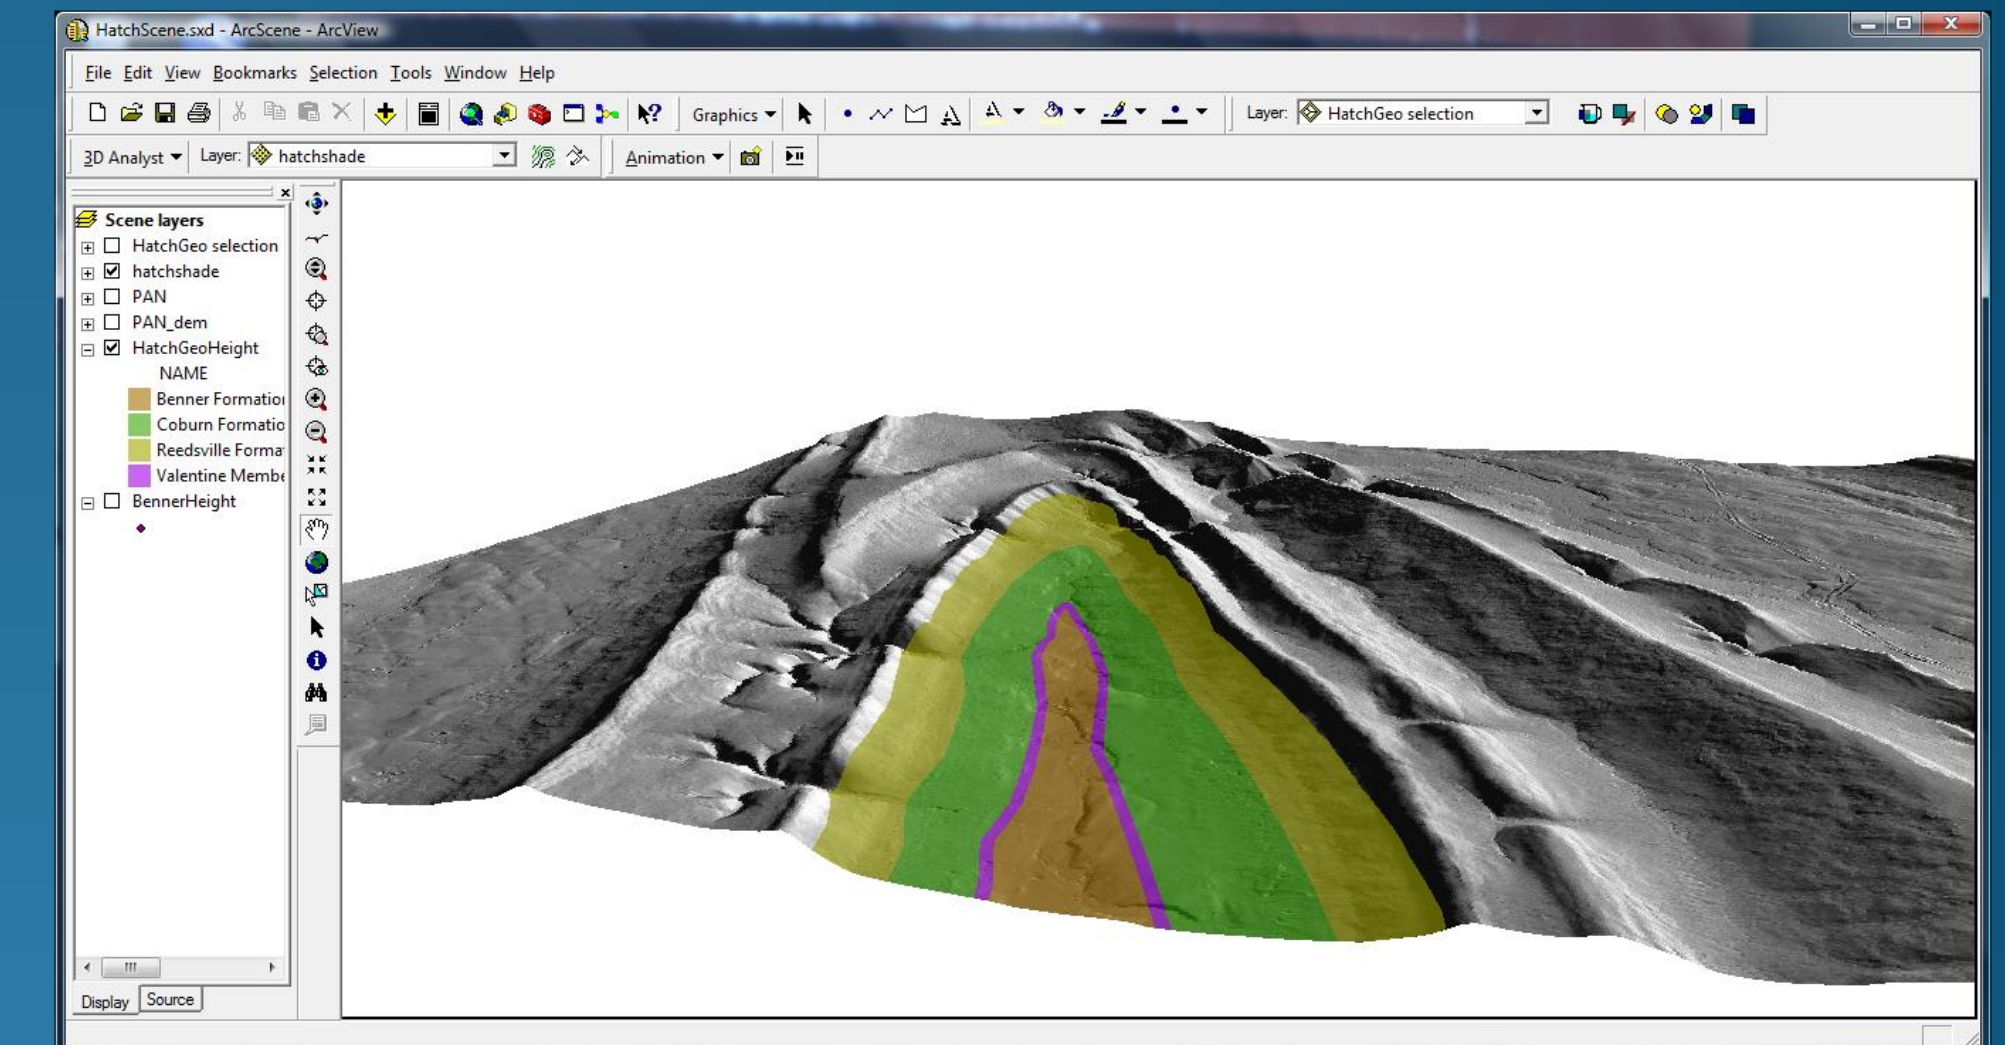 HatchScene.sxd - ArcScene - ArcView
File Edit View Bookmarks Selection Tools Window Help
Graphics Layer: HatchGeo selection
3D Analyst Layer: hatchshade Animation
Scene layers
HatchGeo selection
hatchshade
PAN
PAN_dem
HatchGeoHeight
NAME
Benner Formation
Coburn Formatio
Reedsville Forma
Valentine Membe
BennerHeight
Display Source